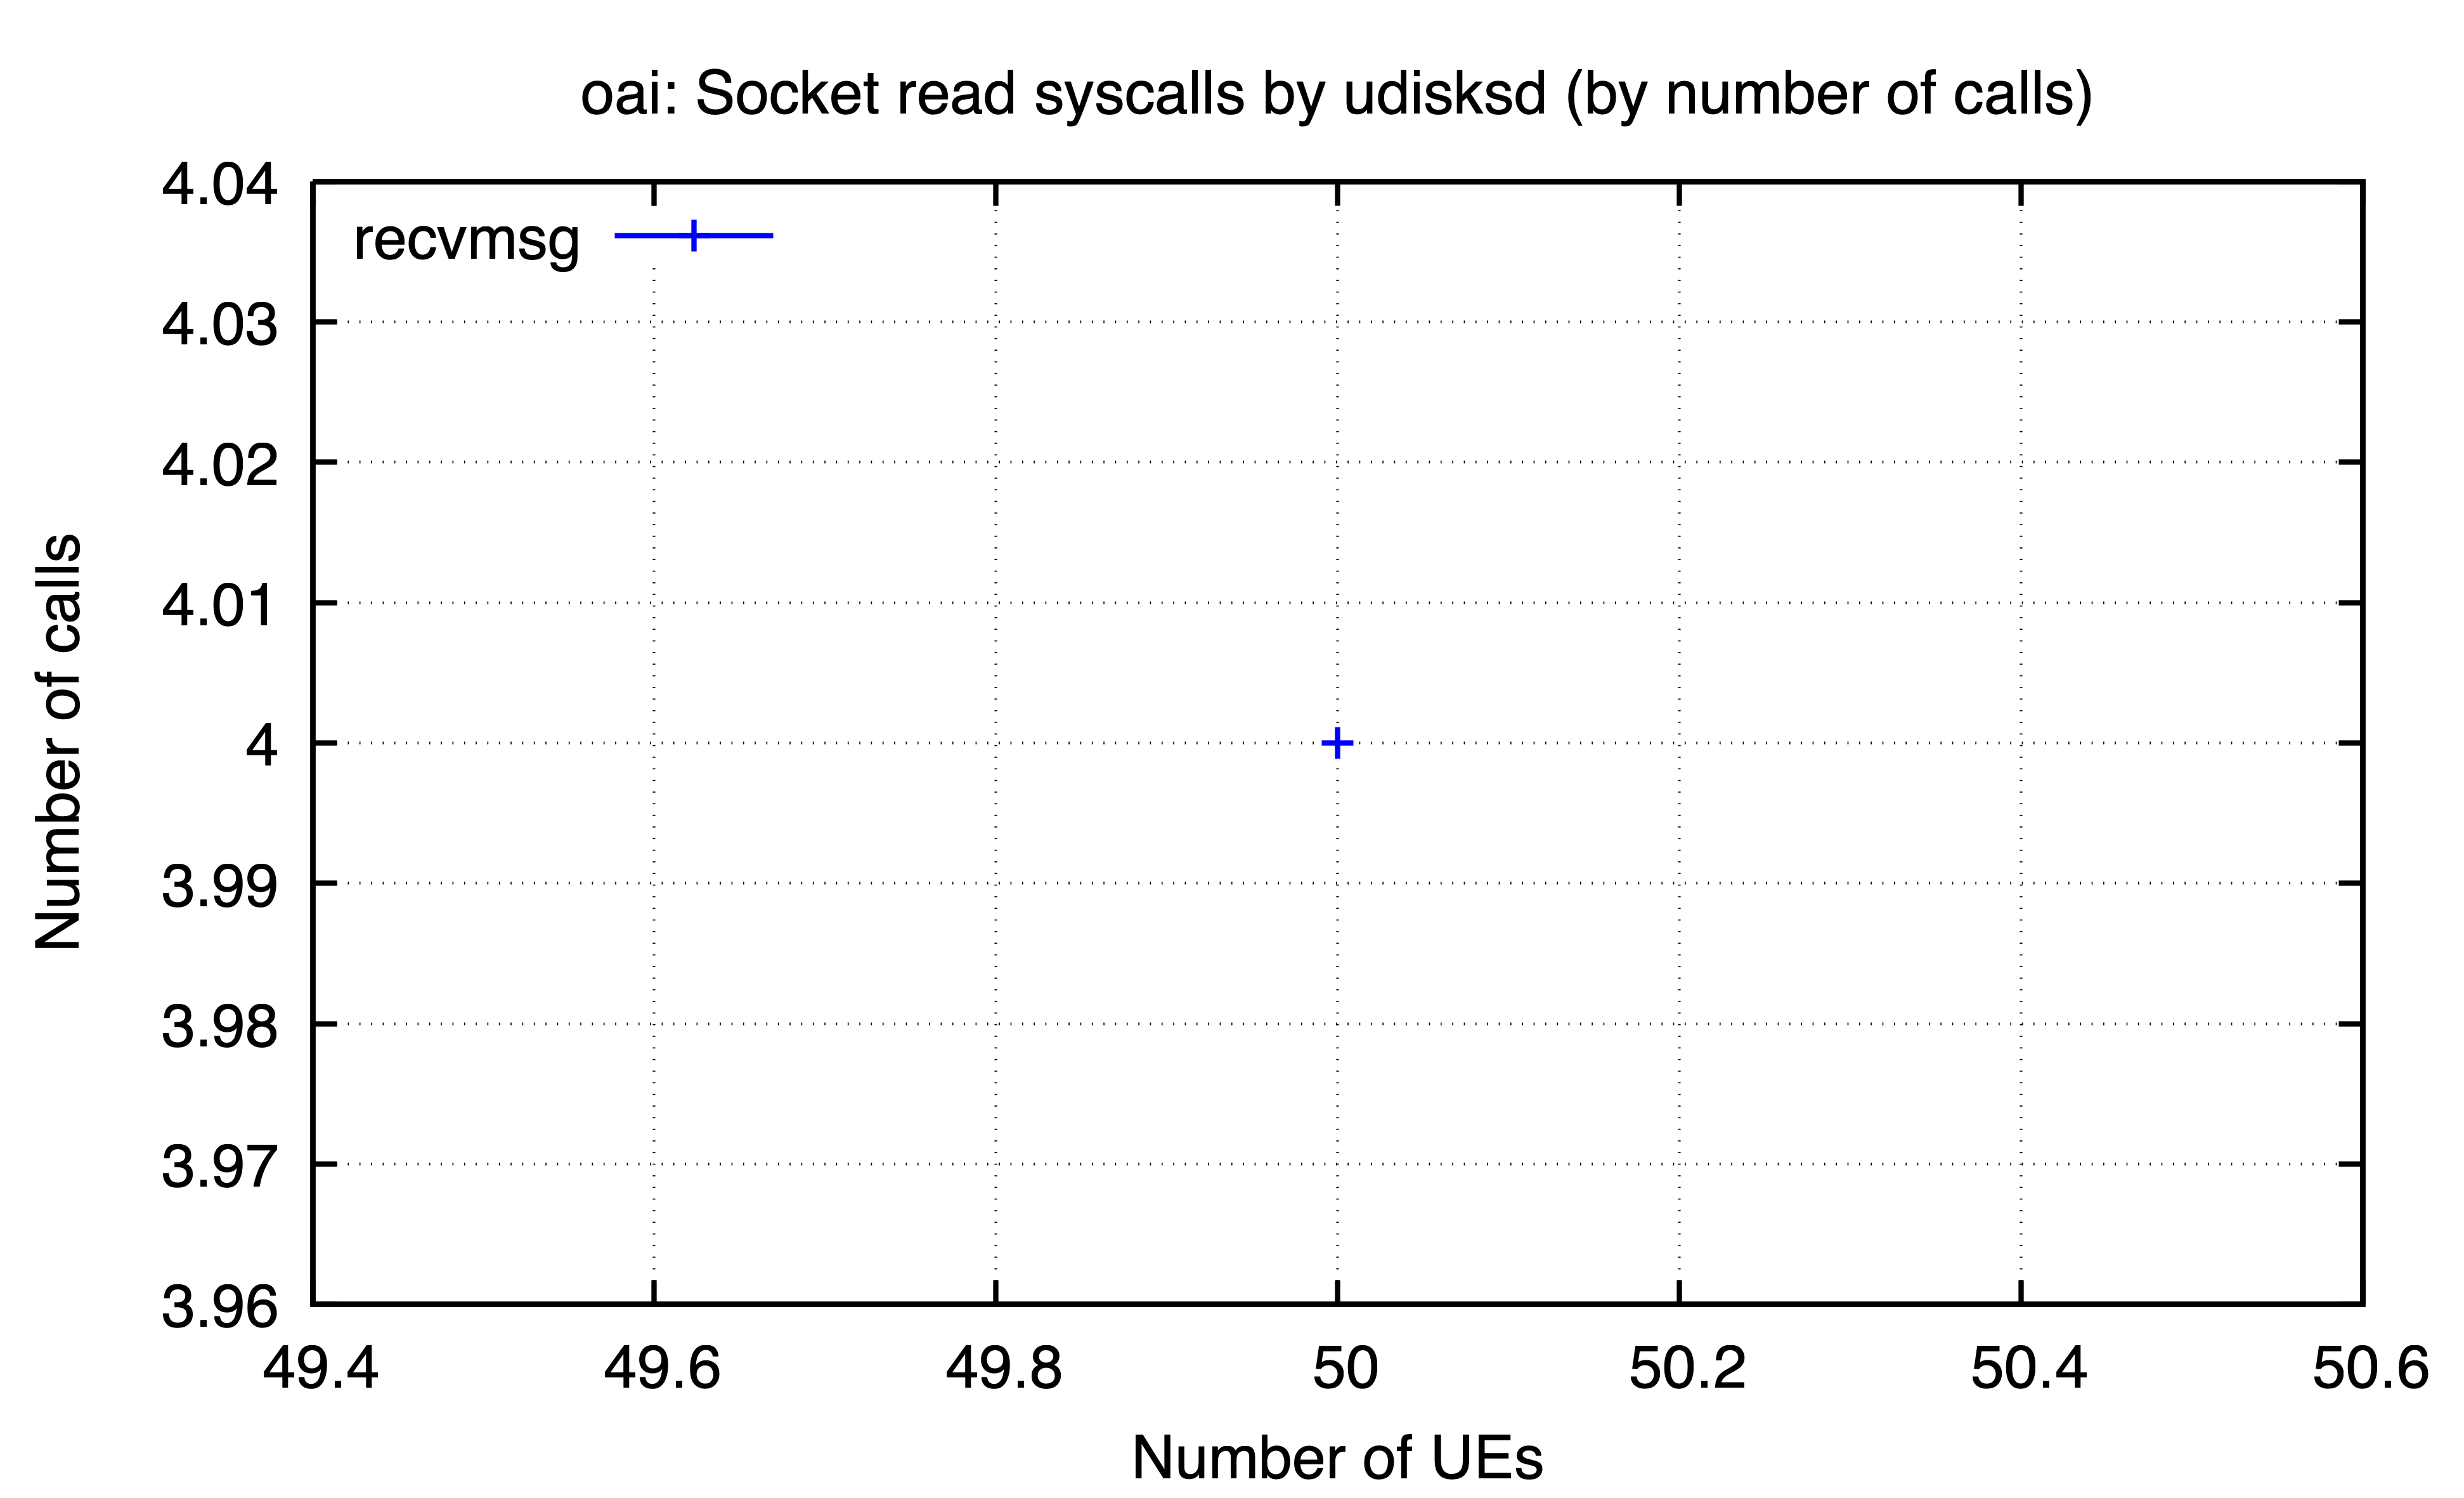 oai: Socket read syscalls by udisksd (by number of calls)
recvmsg
4.04
4.03
4.02
4.01
4
3.99
3.98
3.97
3.96
Number of calls
49.4 49.6 49.8 50 50.2 50.4 50.6
Number of UEs